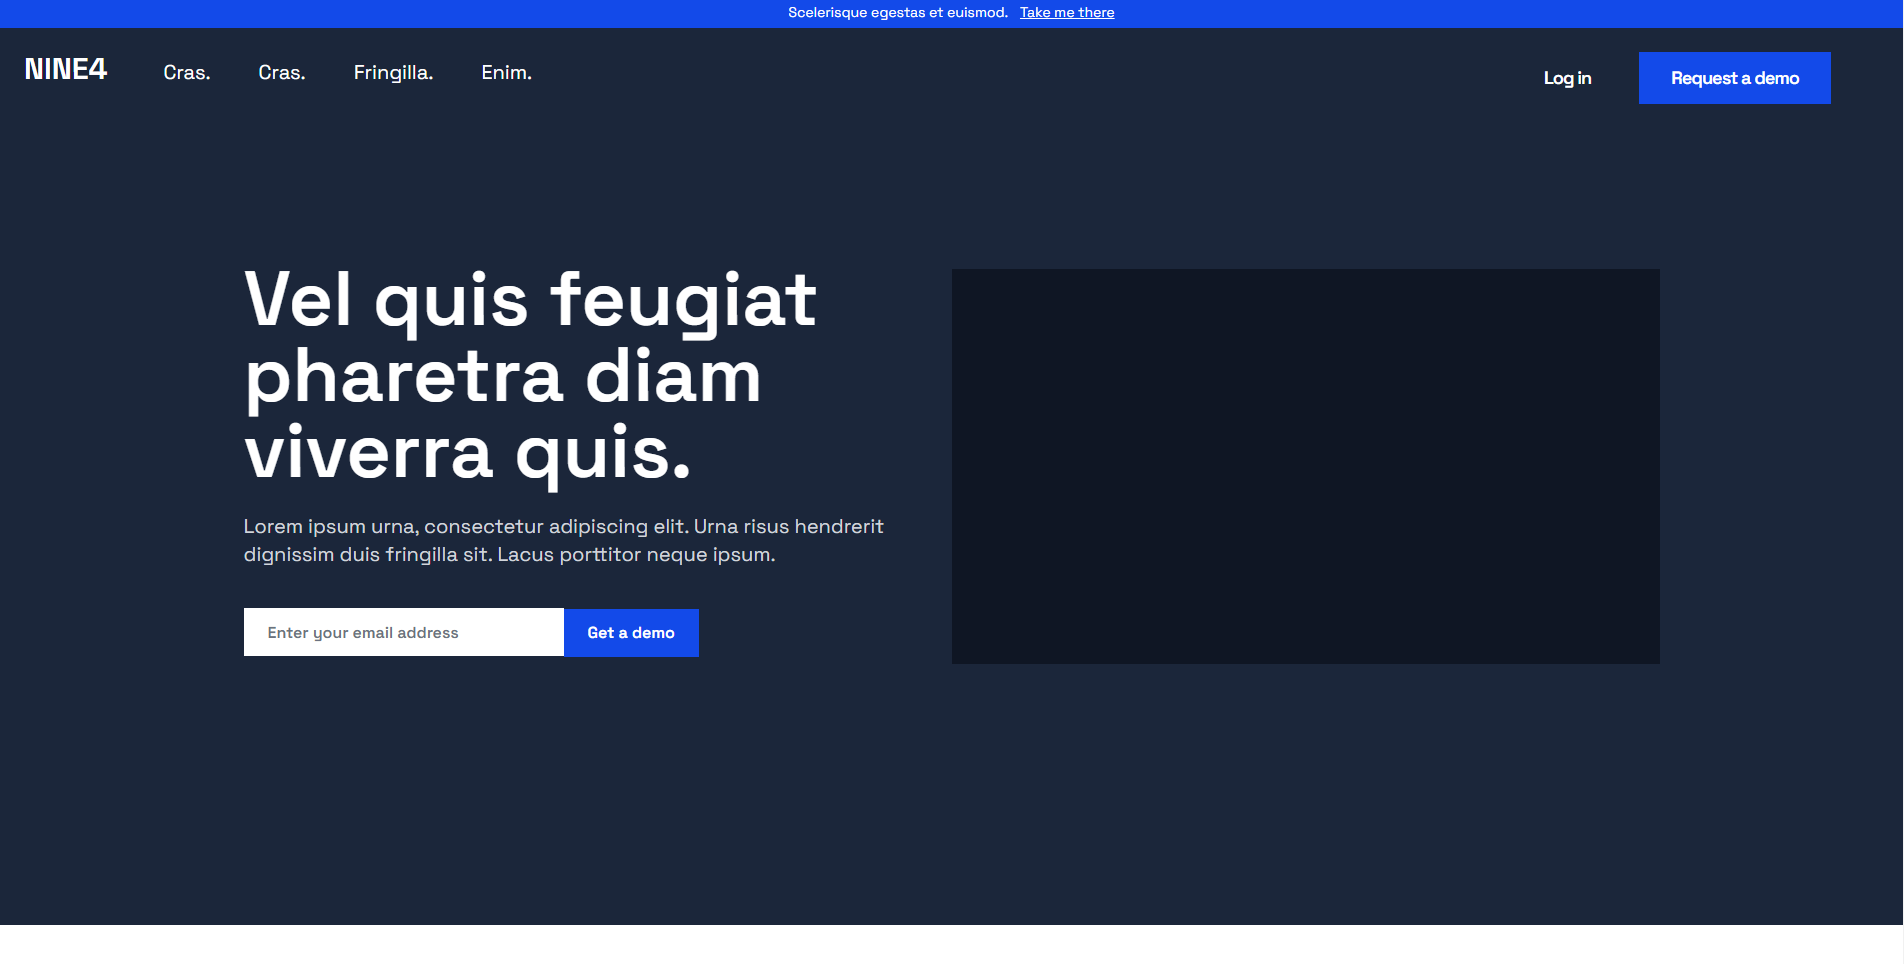 Scelerisque egestas et euismod. Take me there
NINE4 Cras. Cras. Fringilla. Enim. Log in Request a demo
Vel quis feugiat
pharetra diam
viverra quis.
Lorem ipsum urna, consectetur adipiscing elit. Urna risus hendrerit
dignissim duis fringilla sit. Lacus porttitor neque ipsum.
Enter your email address Get a demo